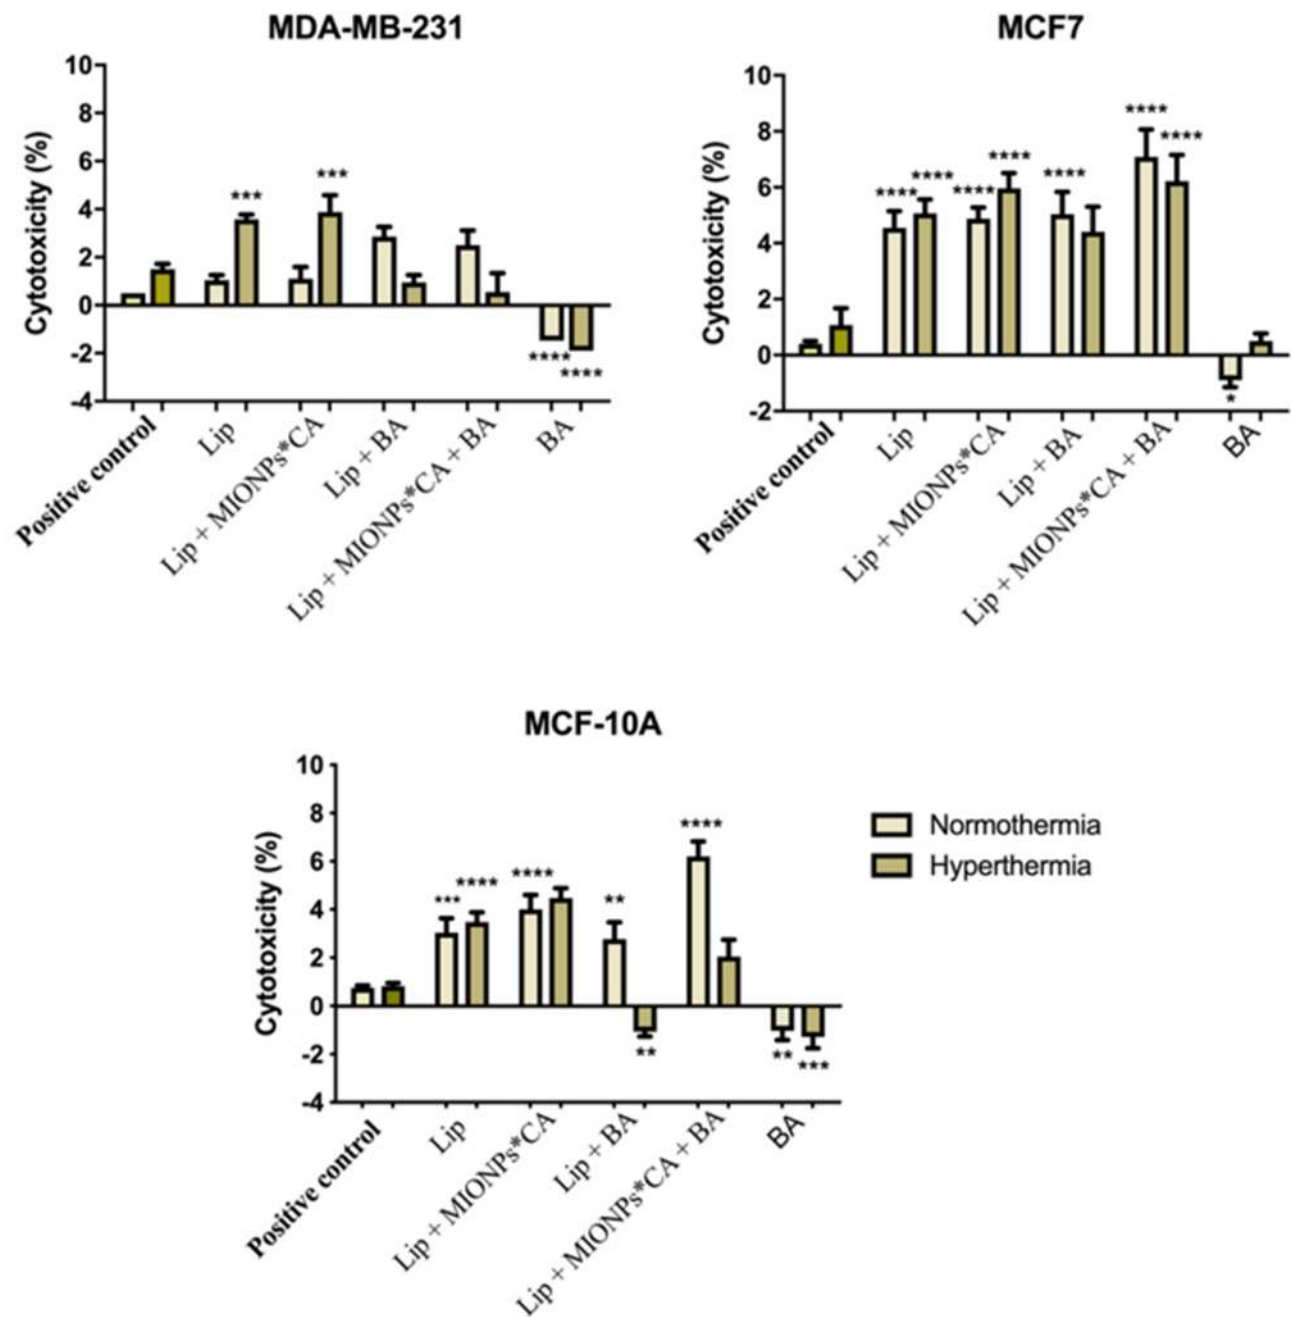 MDA-MB-231
Cytotoxicity (%)
10
8
6
4
2
0
-2
-4
***
***
****
****
Positive control
Lip
Lip + MIONPs*CA
Lip + BA
Lip + MIONPs*CA + BA
BA
MCF7
Cytotoxicity (%)
10
8
6
4
2
0
-2
****
****
****
****
****
****
****
*
Positive control
Lip
Lip + MIONPs*CA
Lip + BA
Lip + MIONPs*CA + BA
BA
MCF-10A
Cytotoxicity (%)
10
8
6
4
2
0
-2
-4
***
****
****
**
**
****
**
***
Positive control
Lip
Lip + MIONPs*CA
Lip + BA
Lip + MIONPs*CA + BA
BA
Normothermia
Hyperthermia